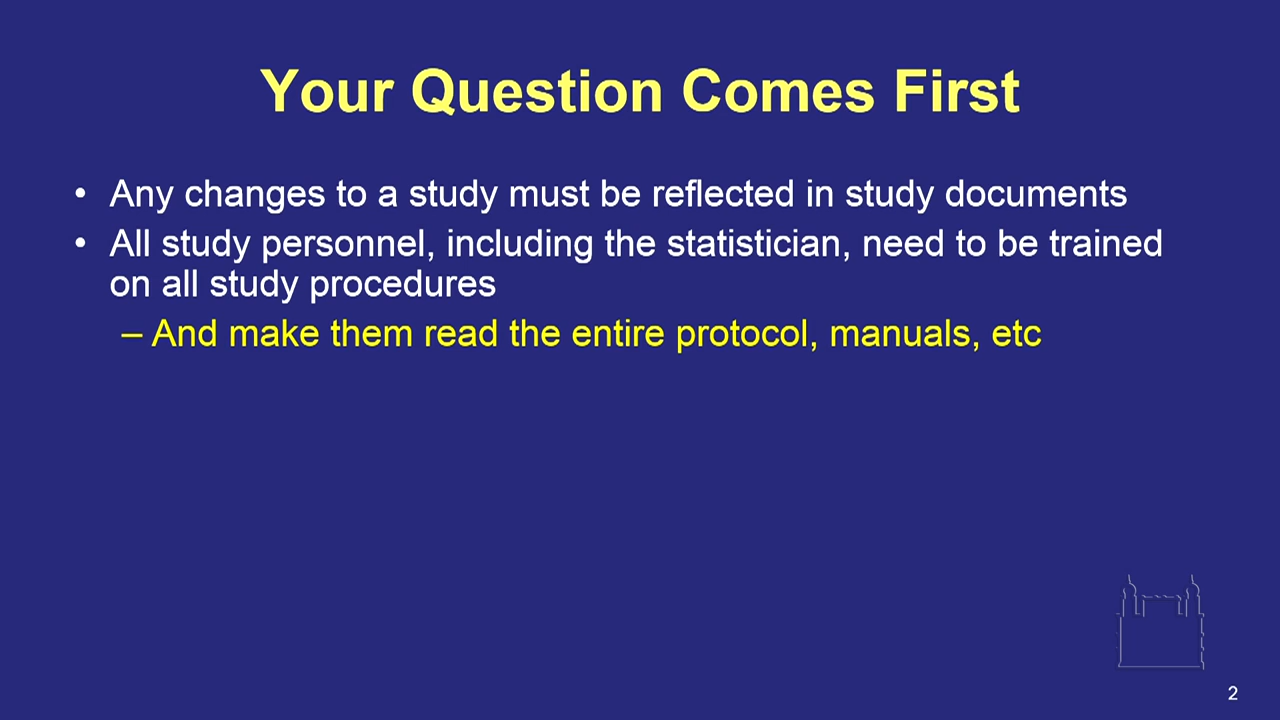 Your Question Comes First
• Any changes to a study must be reflected in study documents
• All study personnel, including the statistician, need to be trained
on all study procedures
– And make them read the entire protocol, manuals, etc
2